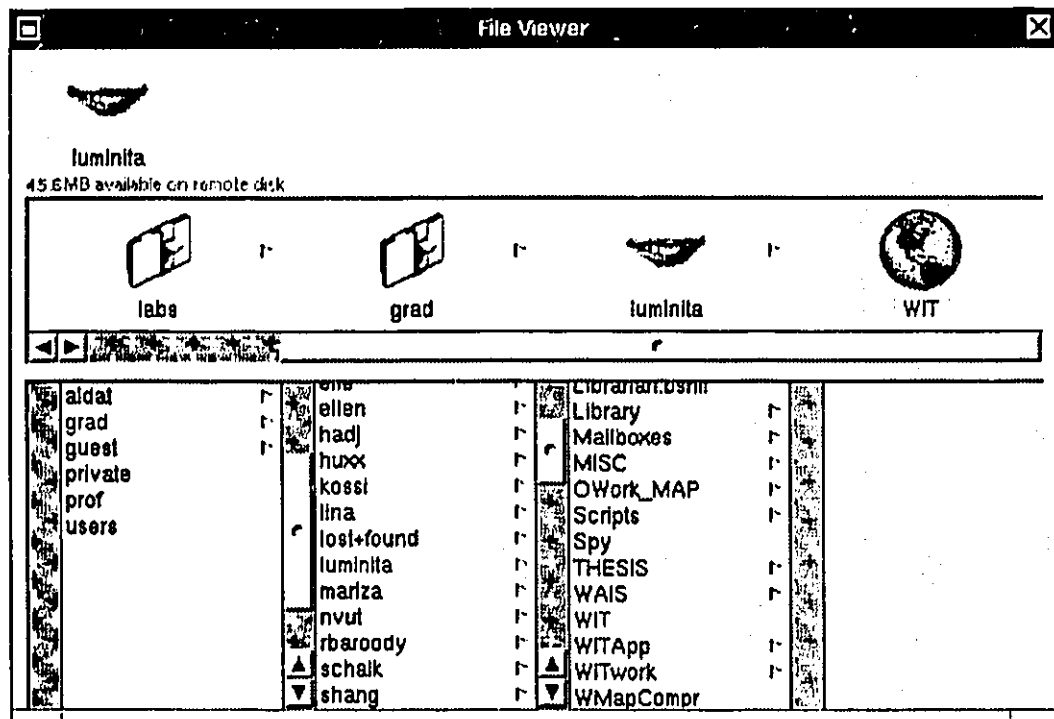 File Viewer
luminita
45.6MB available on remote disk
labs
grad
luminita
WIT
aldat
grad
guest
private
prof
users
ellen
hadj
huxx
kossi
lina
lost+found
luminita
mariza
nvut
rbaroody
schalk
shang
Library
Mailboxes
MISC
OWork_MAP
Scripts
Spy
THESIS
WAIS
WIT
WITApp
WITwork
WMapCompr